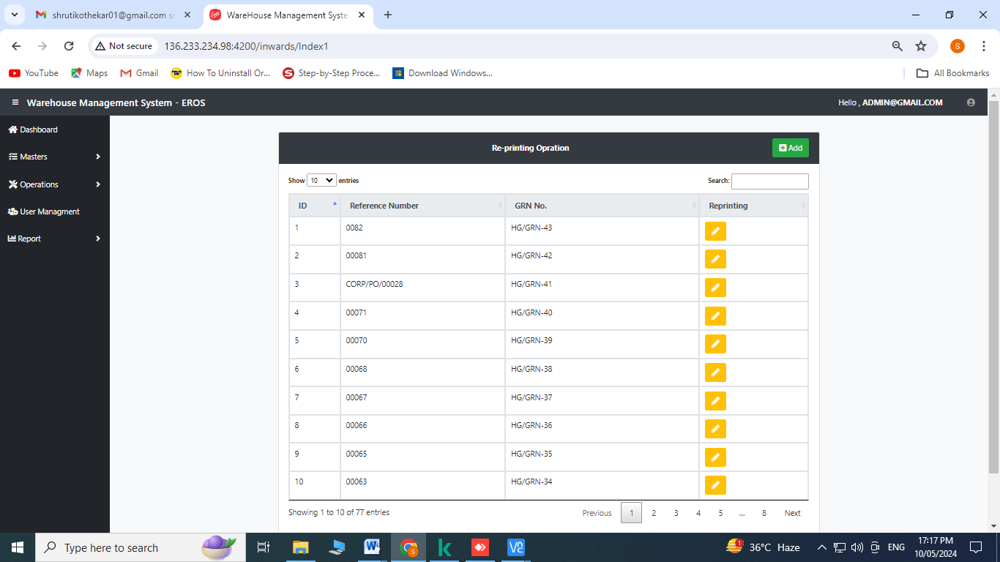 shrutikothekar01@gmail.com se
WareHouse Management Syste
Not secure
136.233.234.98:4200/inwards/Index1
S
YouTube
Maps
Gmail
How To Uninstall Or...
Step-by-Step Proce...
Download Windows...
All Bookmarks
Warehouse Management System - EROS
Hello , ADMIN@GMAIL.COM
Dashboard
Masters
Operations
User Managment
Report
Re-printing Opration
Add
Show 10 entries
Search:
ID Reference Number GRN No. Reprinting
1 0082 HG/GRN-43
2 00081 HG/GRN-42
3 CORP/PO/00028 HG/GRN-41
4 00071 HG/GRN-40
5 00070 HG/GRN-39
6 00068 HG/GRN-38
7 00067 HG/GRN-37
8 00066 HG/GRN-36
9 00065 HG/GRN-35
10 00063 HG/GRN-34
Showing 1 to 10 of 77 entries
Previous 1 2 3 4 5 ... 8 Next
Type here to search
1
36°C Haze
ENG
17:17 PM
10/05/2024